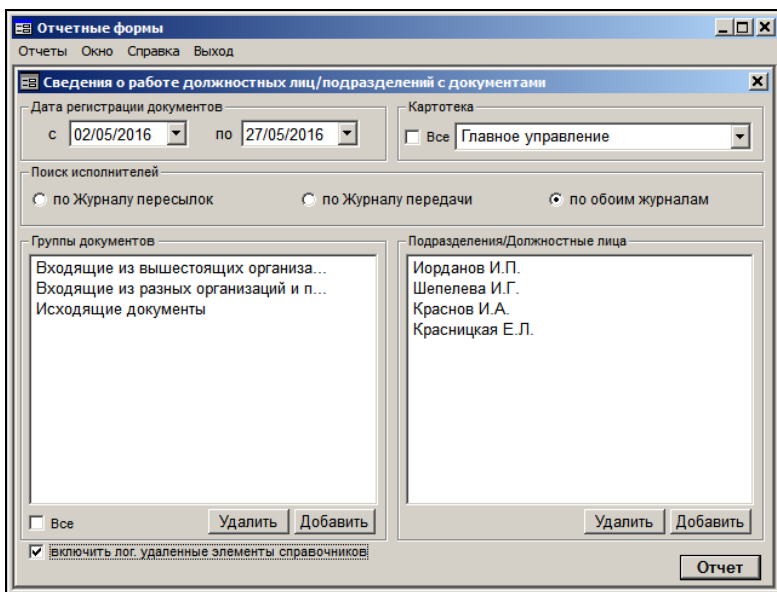 Отчетные формы
Отчеты Окно Справка Выход
Сведения о работе должностных лиц/подразделений с документами
Дата регистрации документов
с 02/05/2016 по 27/05/2016
Картотека
Все Главное управление
Поиск исполнителей
по Журналу пересылок по Журналу передачи по обоим журналам
Группы документов
Входящие из вышестоящих организа...
Входящие из разных организаций и п...
Исходящие документы
Все Удалить Добавить
Подразделения/Должностные лица
Иорданов И.П.
Шепелева И.Г.
Краснов И.А.
Красницкая Е.Л.
Удалить Добавить
включить лог. удаленные элементы справочников
Отчет